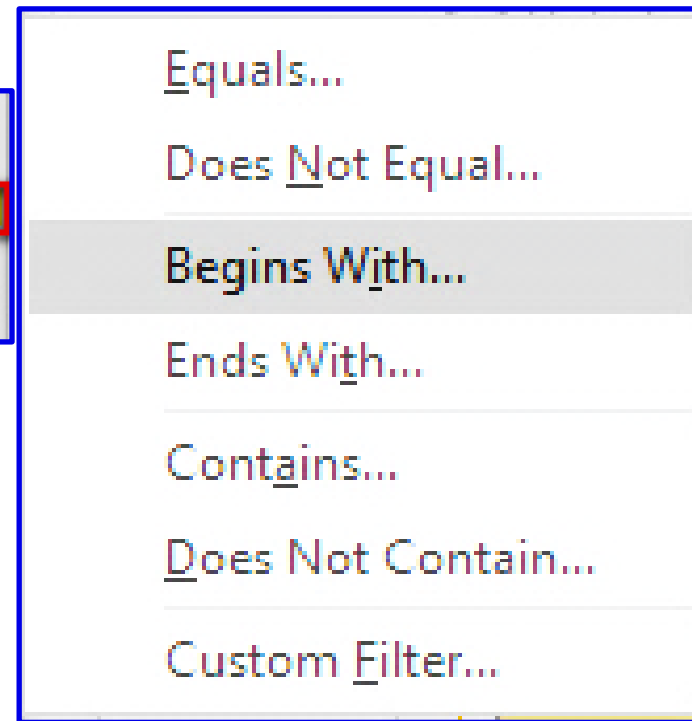 Equals...
Does Not Equal...
Begins With...
Ends With...
Contains...
Does Not Contain...
Custom Filter...